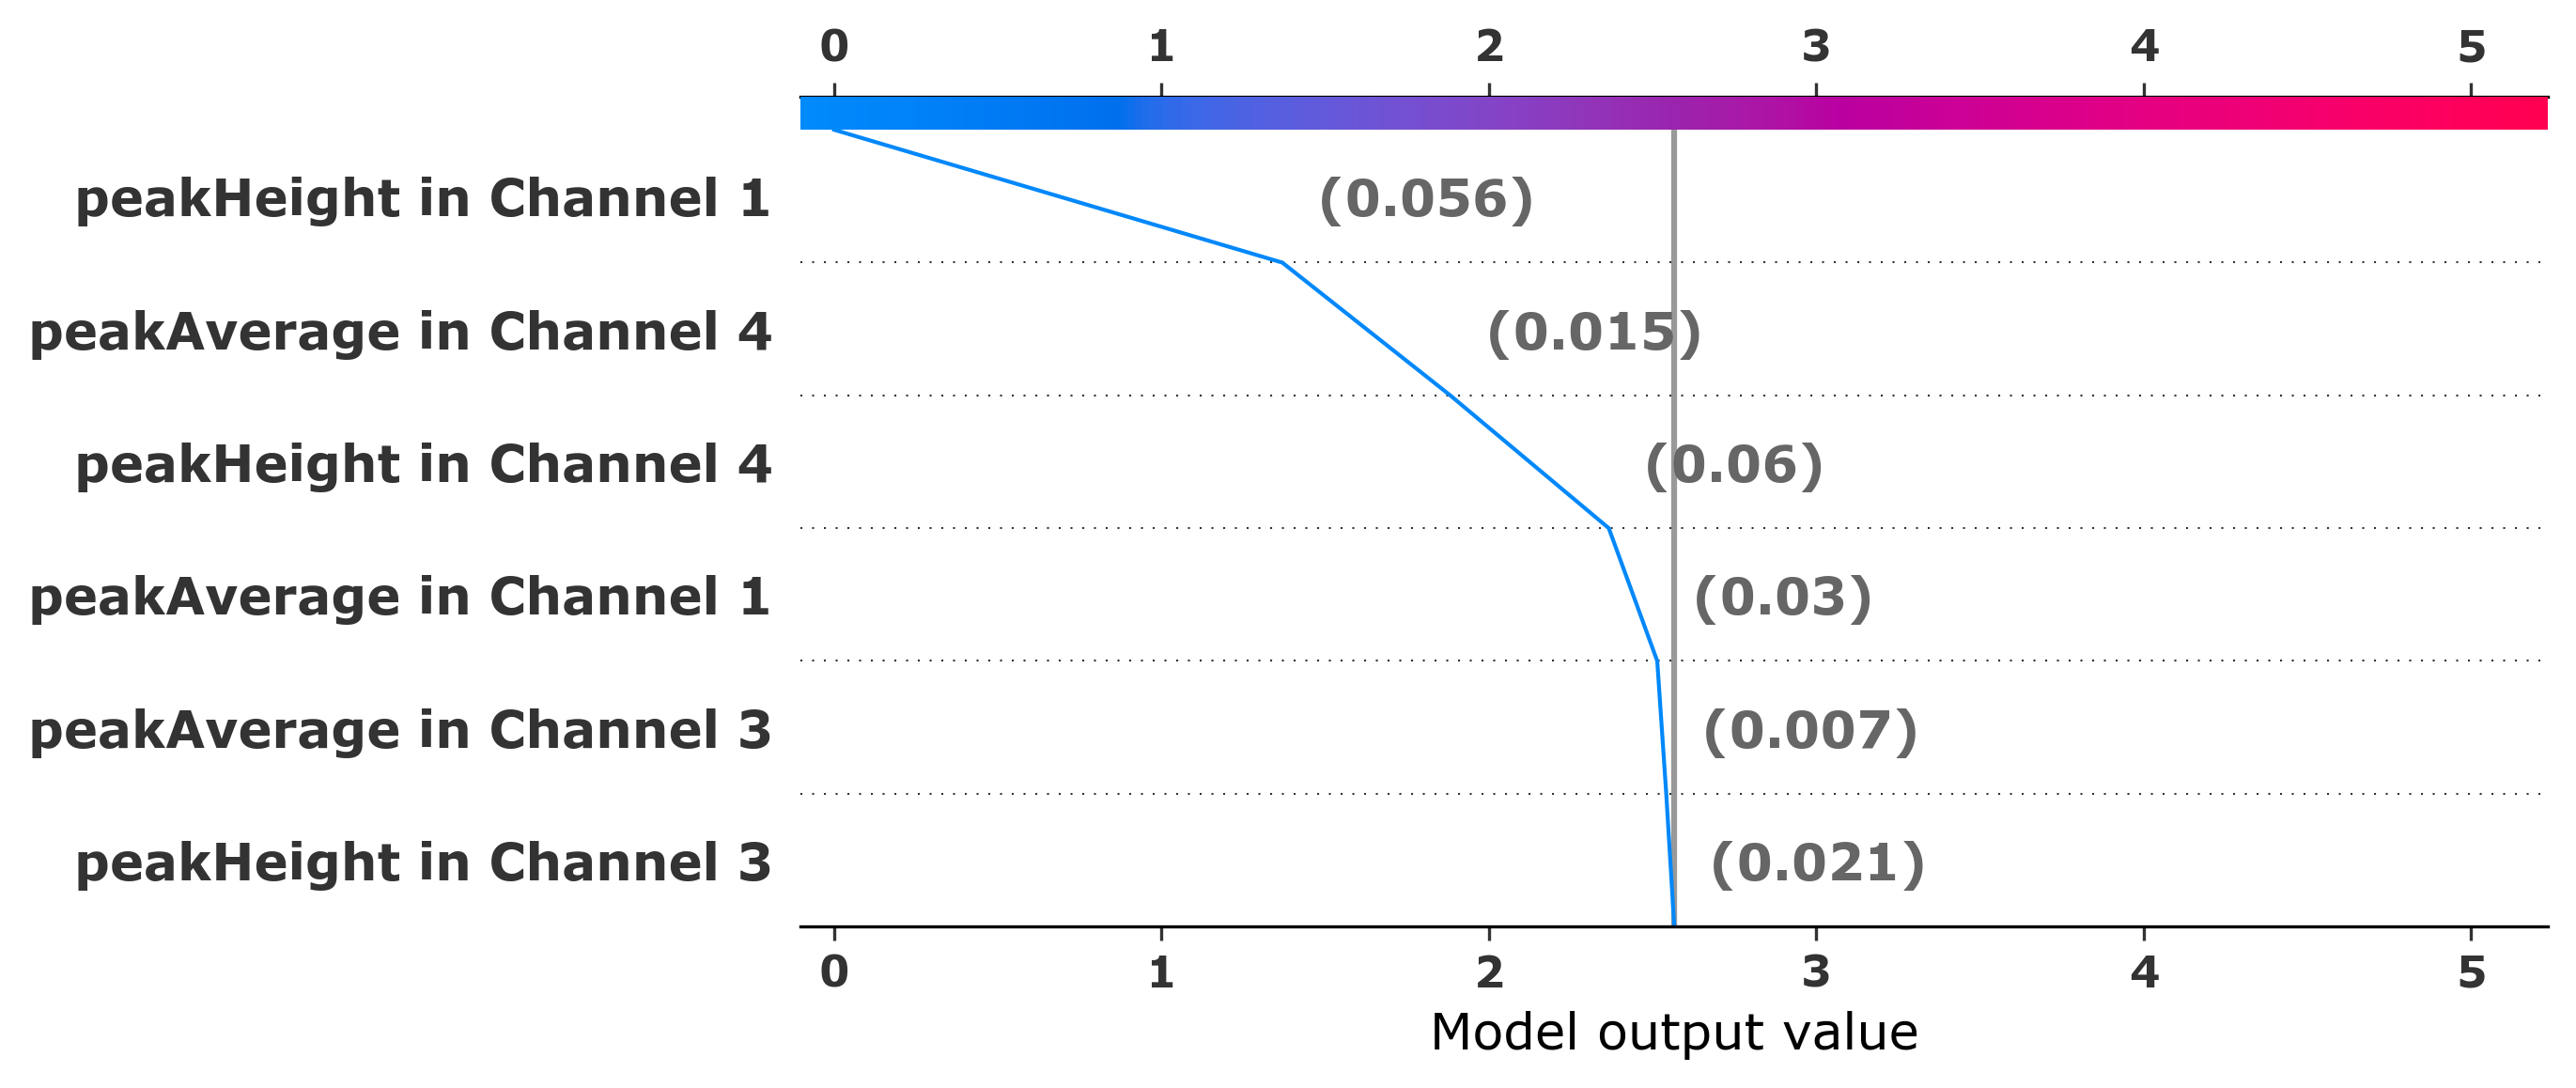 0 1 2 3 4 5
peakHeight in Channel 1 (0.056)
peakAverage in Channel 4 (0.015)
peakHeight in Channel 4 (0.06)
peakAverage in Channel 1 (0.03)
peakAverage in Channel 3 (0.007)
peakHeight in Channel 3 (0.021)
0 1 2 3 4 5
Model output value